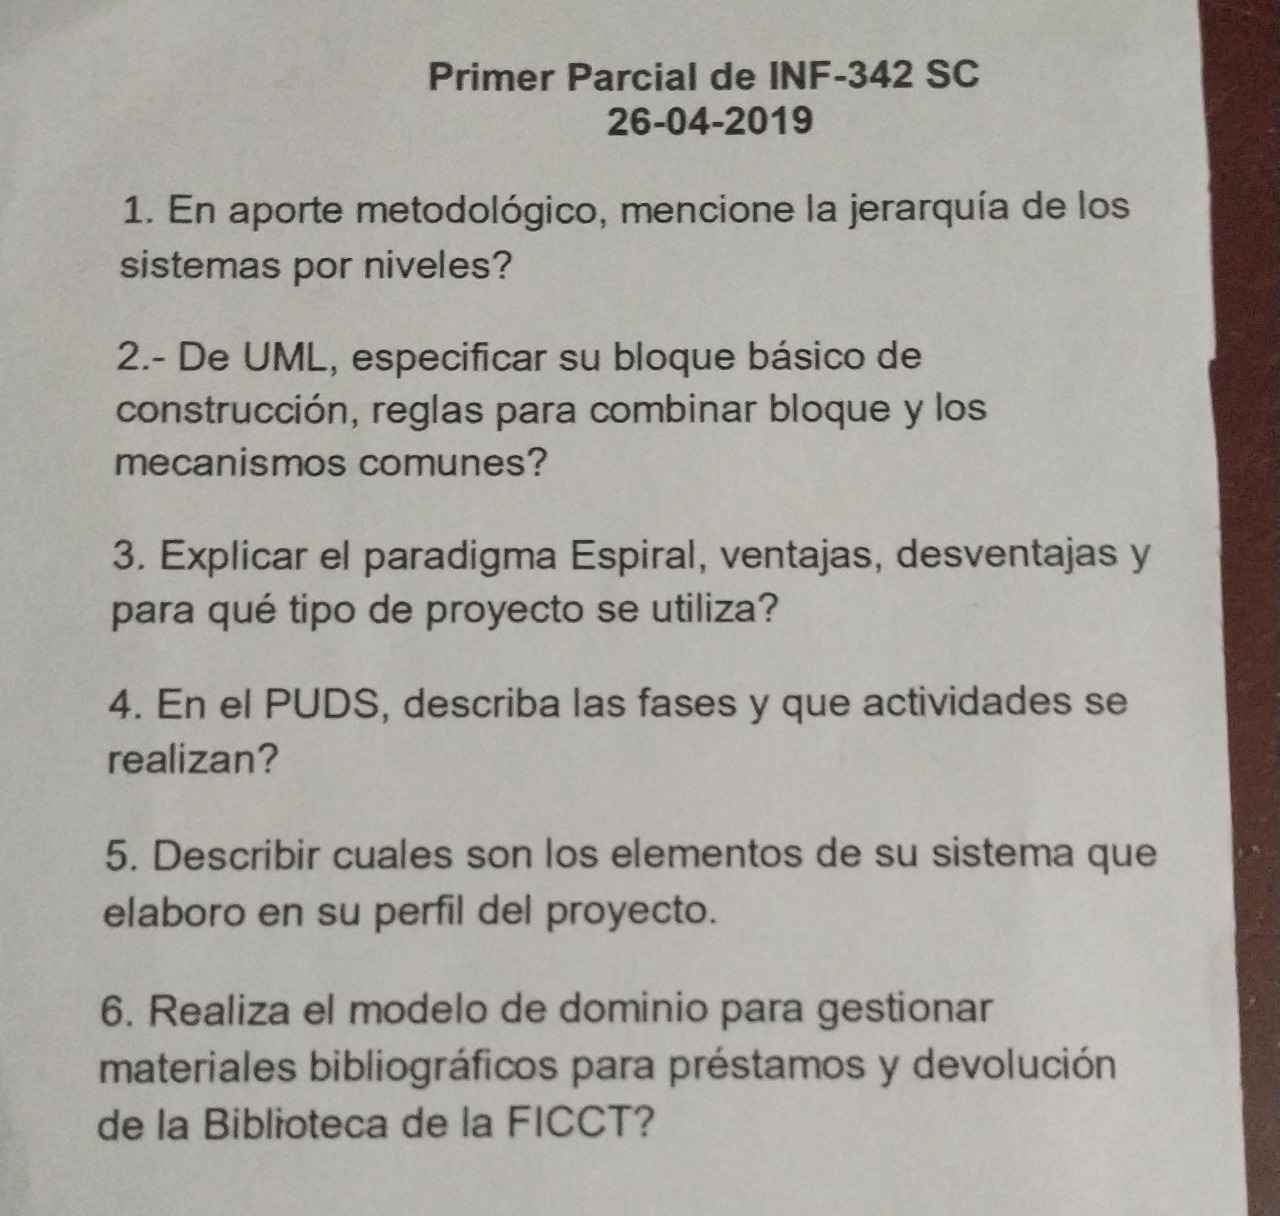 Primer Parcial de INF-342 SC
26-04-2019
1. En aporte metodológico, mencione la jerarquía de los
sistemas por niveles?
2.- De UML, especificar su bloque básico de
construcción, reglas para combinar bloque y los
mecanismos comunes?
3. Explicar el paradigma Espiral, ventajas, desventajas y
para qué tipo de proyecto se utiliza?
4. En el PUDS, describa las fases y que actividades se
realizan?
5. Describir cuales son los elementos de su sistema que
elaboro en su perfil del proyecto.
6. Realiza el modelo de dominio para gestionar
materiales bibliográficos para préstamos y devolución
de la Biblioteca de la FICCT?